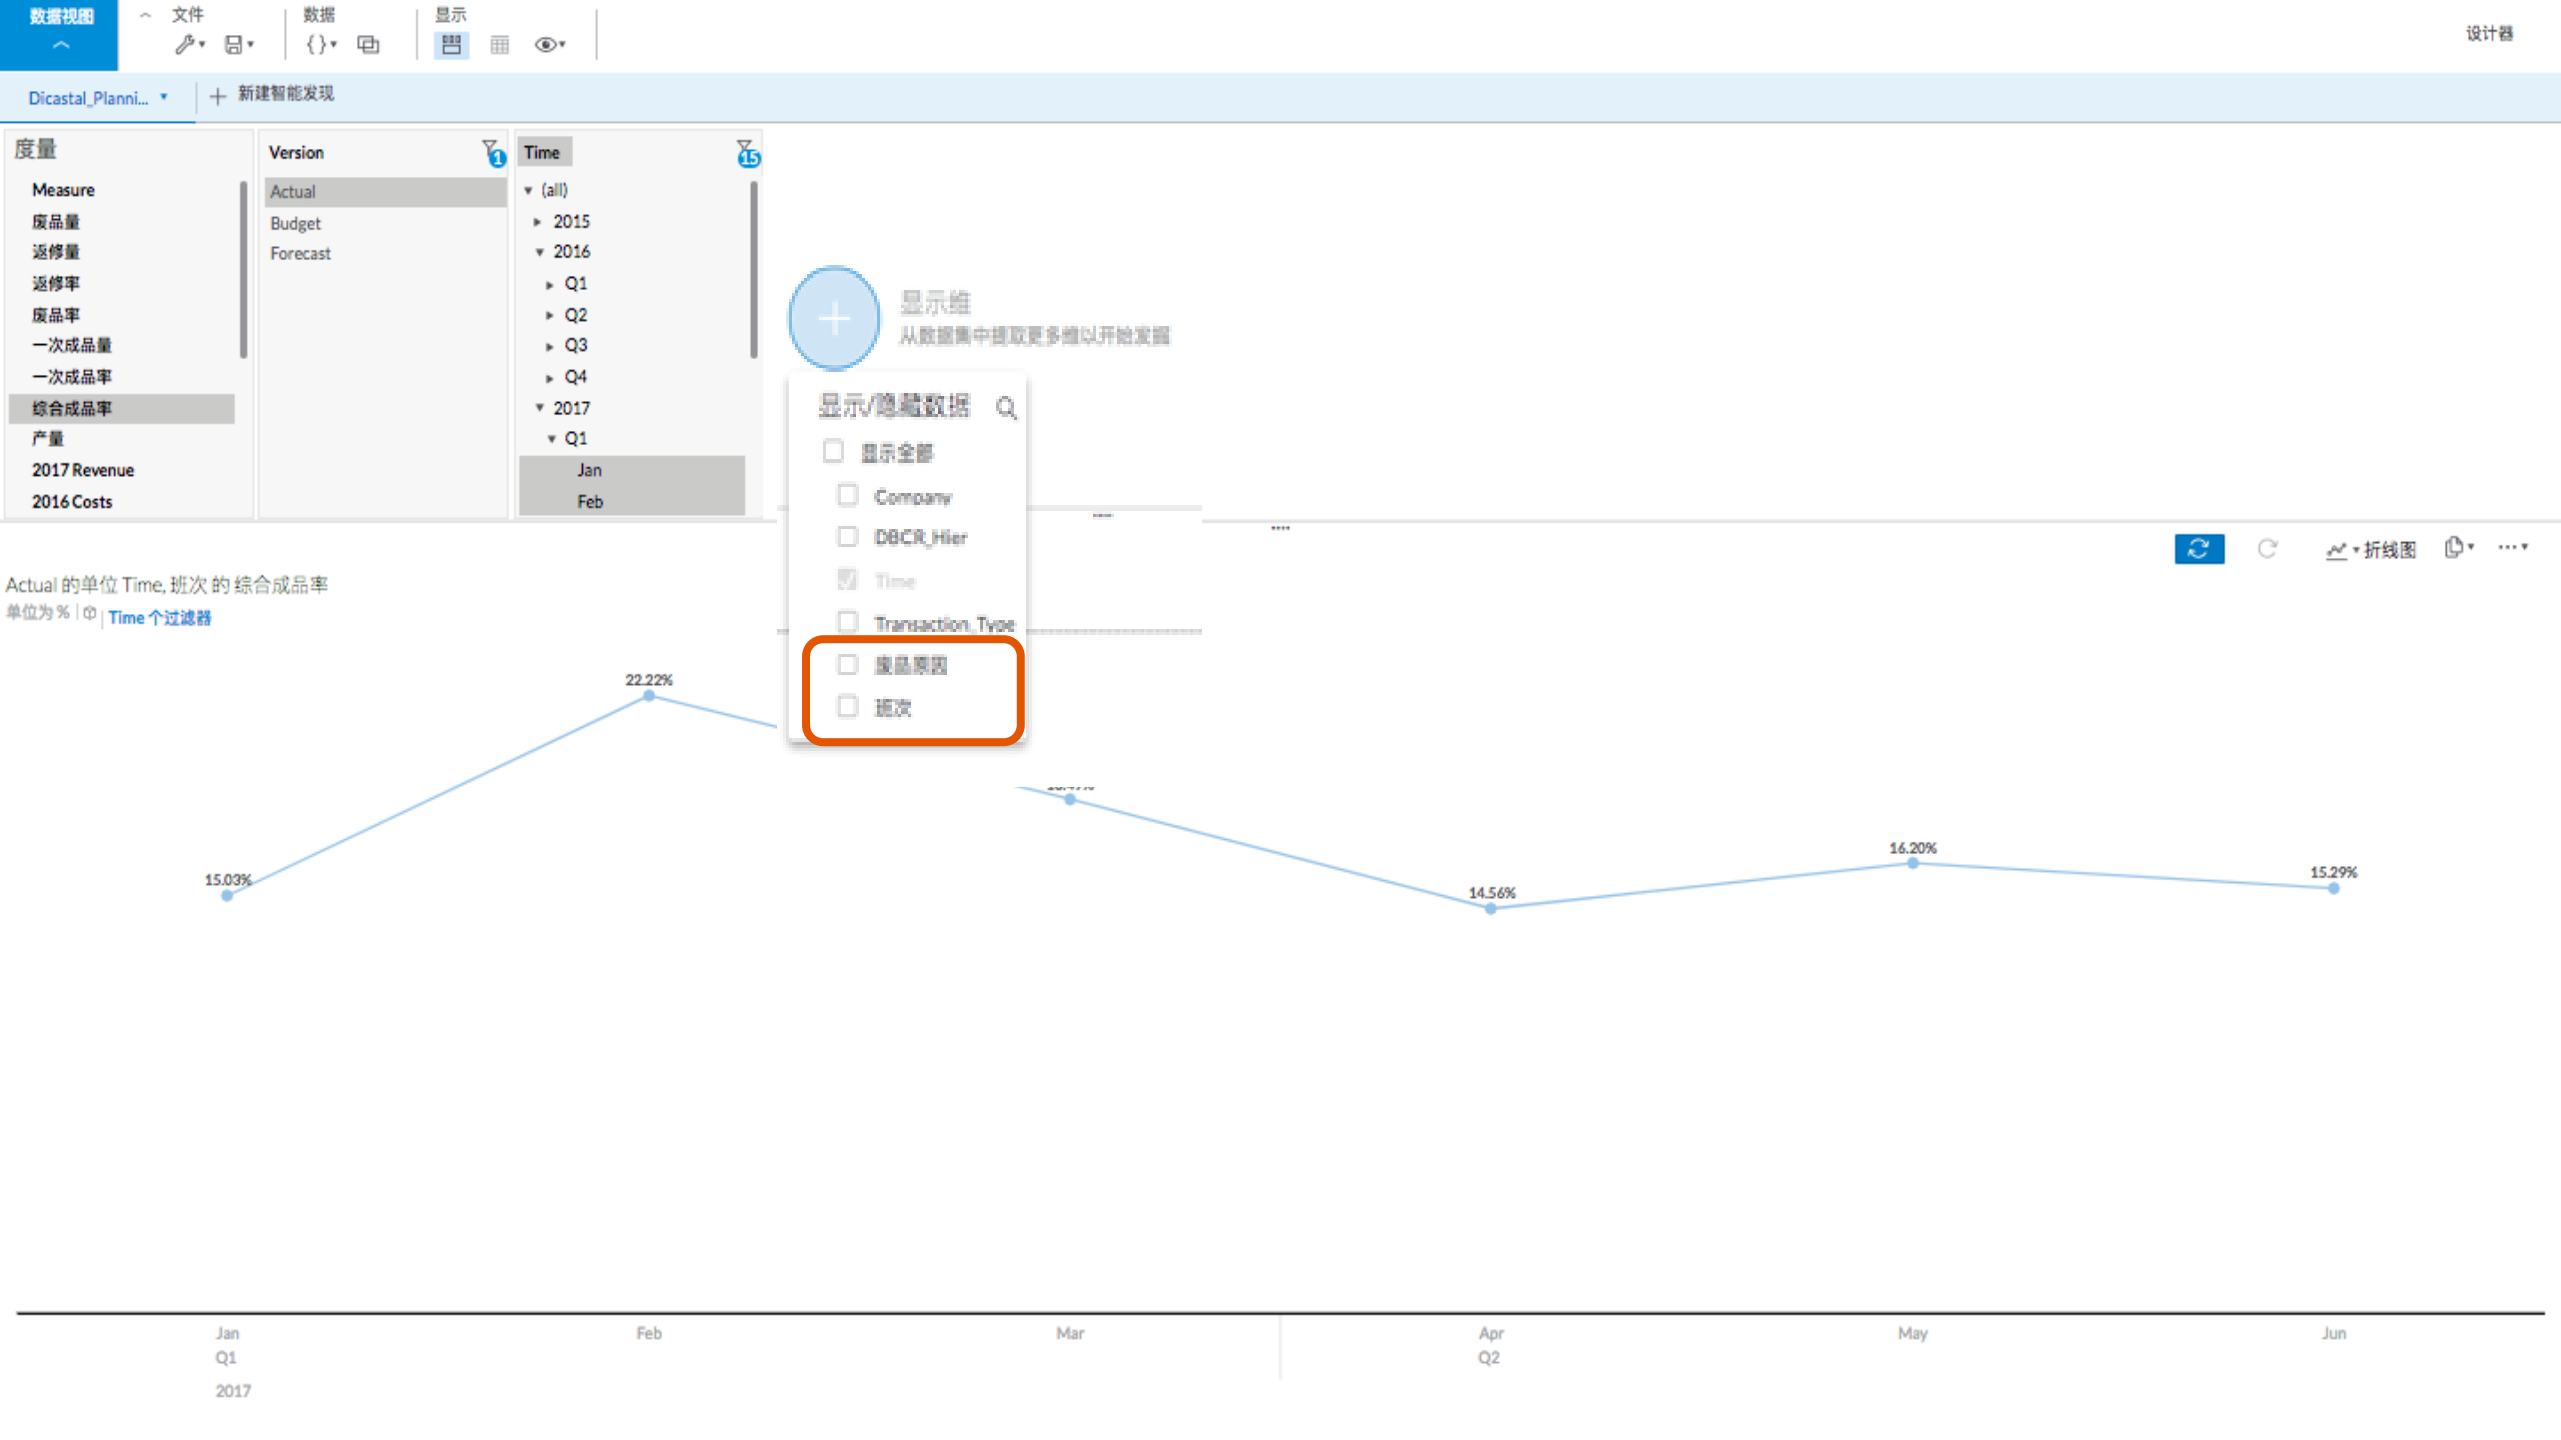 数据视图
文件
数据
显示
设计器
Dicastal_Planni...
新建智能发现
度量
Measure
废品量
返修量
返修率
废品率
一次成品量
一次成品率
综合成品率
产量
2017 Revenue
2016 Costs
Version
1
Actual
Budget
Forecast
Time
15
(all)
2015
2016
Q1
Q2
Q3
Q4
2017
Q1
Jan
Feb
显示维
从数据集中提取更多维以开始发掘
显示/隐藏数据
显示全部
Company
DBCR_Hier
Time
Transaction_Type
废品原因
班次
折线图
Actual 的单位 Time, 班次 的 综合成品率
单位为 %
Time 个过滤器
15.03%
22.22%
14.56%
16.20%
15.29%
Jan
Feb
Mar
Apr
May
Jun
Q1
Q2
2017